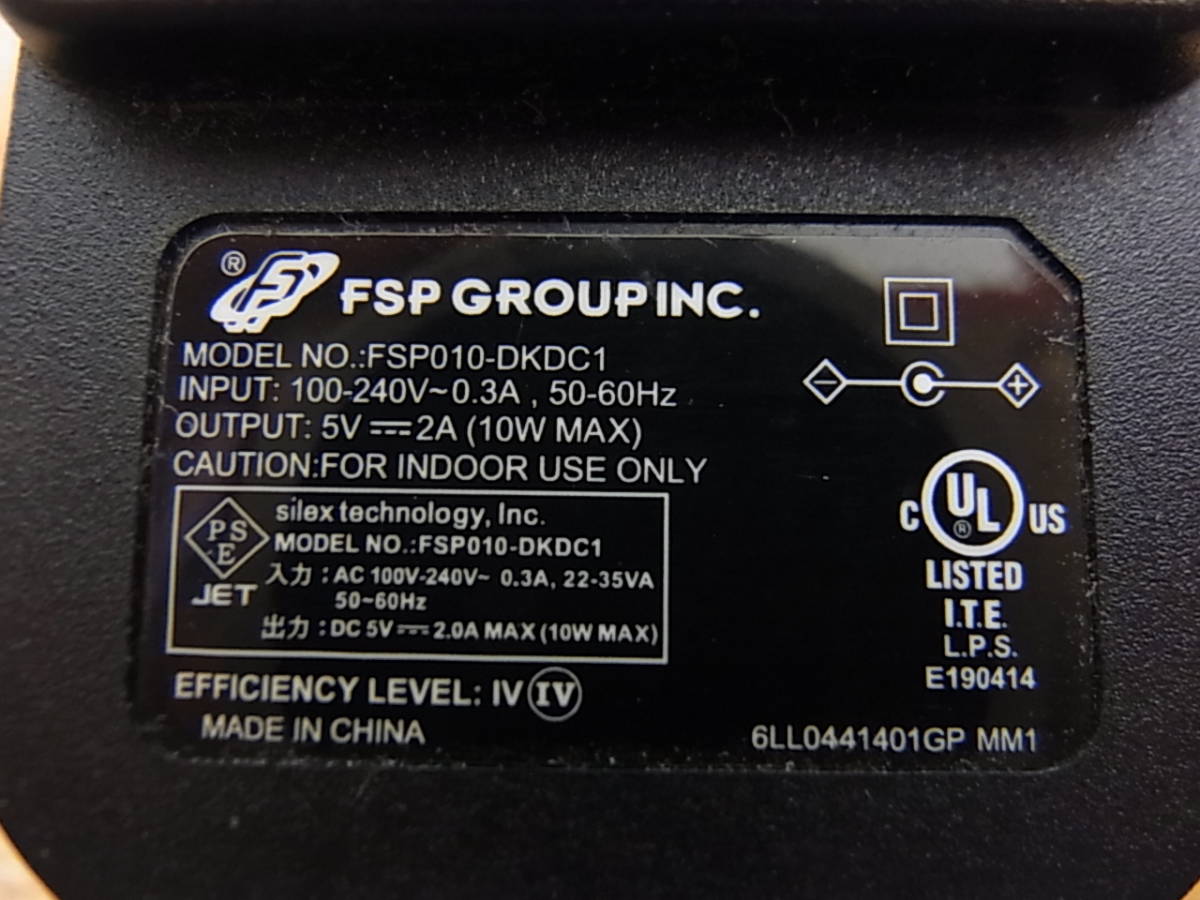 ® FSP GROUP INC.
MODEL NO.:FSP010-DKDC1
INPUT: 100-240V~0.3A , 50-60Hz
OUTPUT: 5V⎓2A (10W MAX)
CAUTION:FOR INDOOR USE ONLY
PSE
JET
silex technology, Inc.
MODEL NO.:FSP010-DKDC1
入力 : AC 100V-240V~ 0.3A, 22-35VA
50~60Hz
出力 : DC 5V⎓2.0A MAX (10W MAX)
EFFICIENCY LEVEL: IV IV
MADE IN CHINA
− +
C UL ® US
LISTED
I.T.E.
L.P.S.
E190414
6LL0441401GP MM1